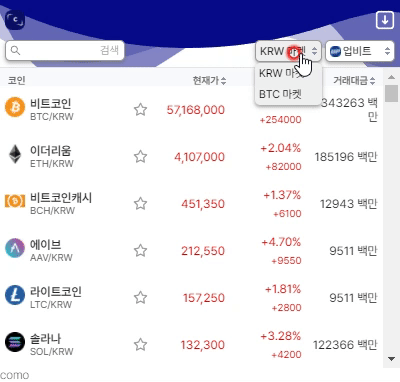 검색
KRW 마켓
업비트
KRW 마켓
BTC 마켓
코인 현재가 거래대금
비트코인 57,168,000 343263 백만
BTC/KRW +254000
이더리움 4,107,000 +2.04% 185196 백만
ETH/KRW +82000
비트코인캐시 451,350 +1.37% 12943 백만
BCH/KRW +6100
에이브 212,550 +4.70% 9511 백만
AAV/KRW +9550
라이트코인 157,250 +1.81% 9511 백만
LTC/KRW +2800
솔라나 132,300 +3.28% 122366 백만
SOL/KRW +4200
como